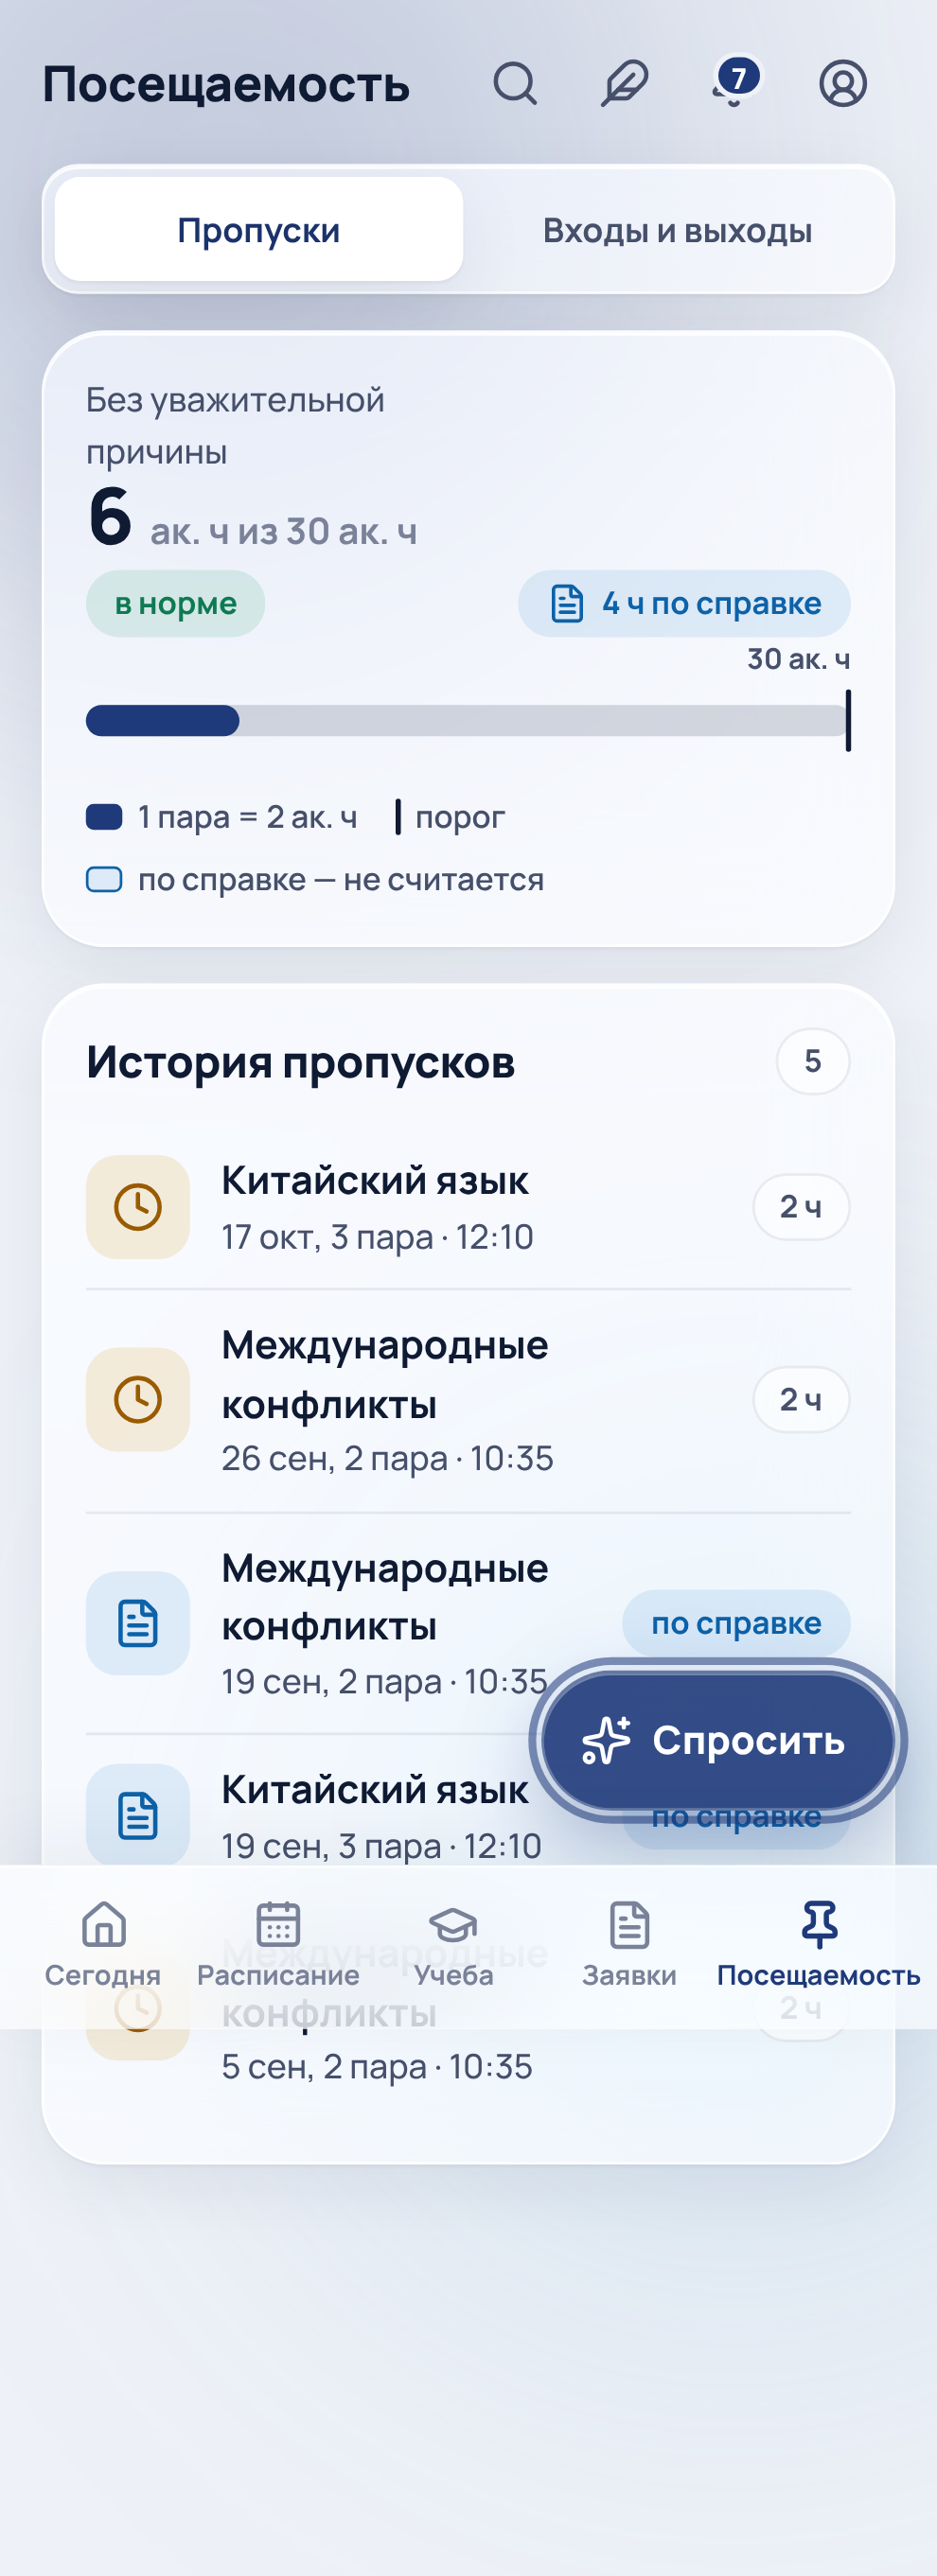 Посещаемость
7
Пропуски
Входы и выходы
Без уважительной
причины
6 ак. ч из 30 ак. ч
в норме
4 ч по справке
30 ак. ч
1 пара = 2 ак. ч
порог
по справке — не считается
История пропусков
5
Китайский язык
17 окт, 3 пара · 12:10
2 ч
Международные
конфликты
26 сен, 2 пара · 10:35
2 ч
Международные
конфликты
19 сен, 2 пара · 10:35
по справке
Спросить
Китайский язык
19 сен, 3 пара · 12:10
по справке
Международные
Сегодня
Расписание
Учеба
Заявки
Посещаемость
конфликты
2 ч
5 сен, 2 пара · 10:35